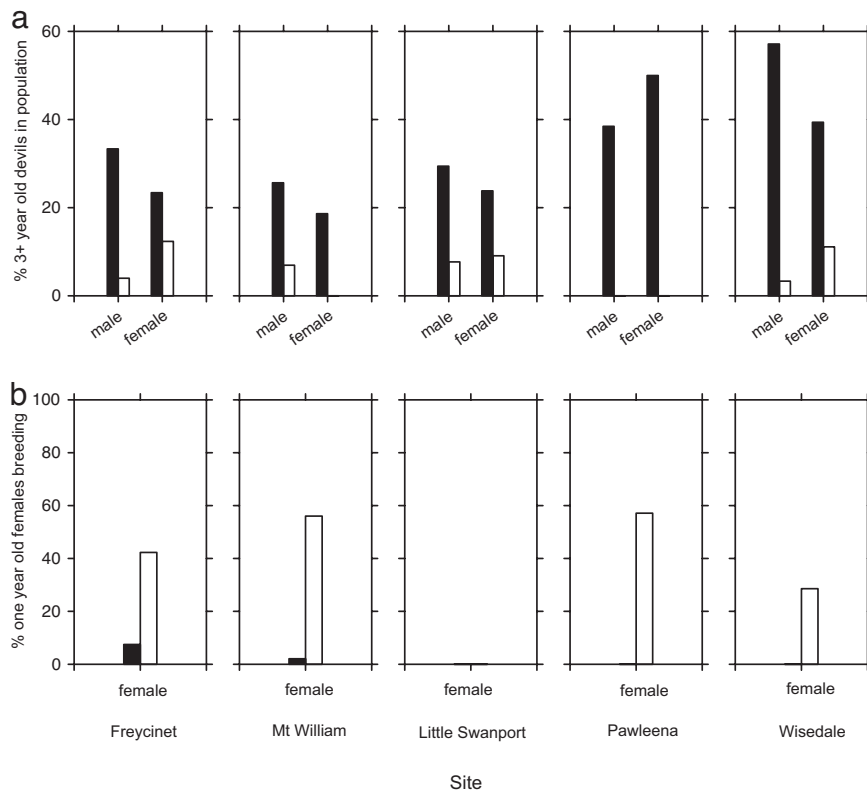 a
% 3+ year old devils in population
60
40
20
0
male female male female male female male female male female
b
% one year old females breeding
100
80
60
40
20
0
female female female female female
Freycinet Mt William Little Swanport Pawleena Wisedale
Site